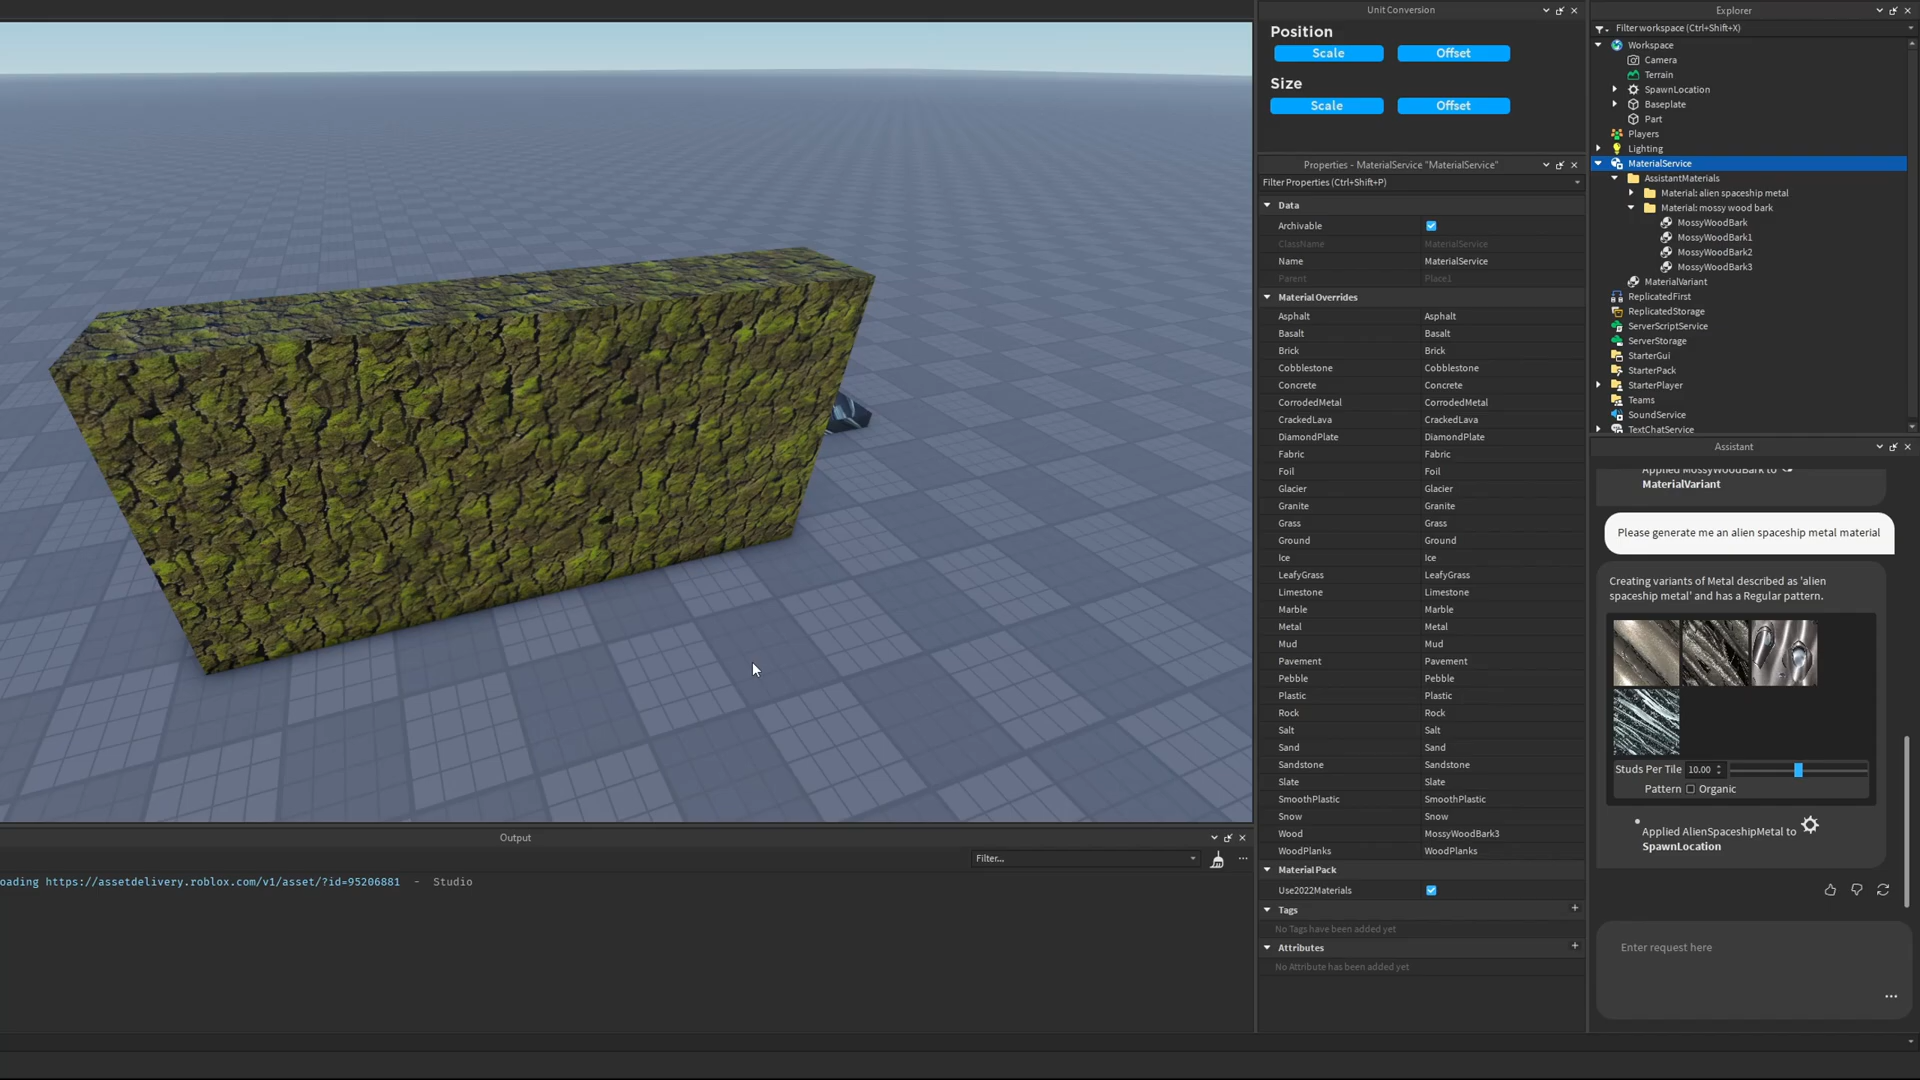 Unit Conversion
Position
Scale Offset
Size
Scale Offset
Properties - MaterialService "MaterialService"
Filter Properties (Ctrl+Shift+P)
Data
Archivable
ClassName MaterialService
Name MaterialService
Parent Place1
Material Overrides
Asphalt Asphalt
Basalt Basalt
Brick Brick
Cobblestone Cobblestone
Concrete Concrete
CorrodedMetal CorrodedMetal
CrackedLava CrackedLava
DiamondPlate DiamondPlate
Fabric Fabric
Foil Foil
Glacier Glacier
Granite Granite
Grass Grass
Ground Ground
Ice Ice
LeafyGrass LeafyGrass
Limestone Limestone
Marble Marble
Metal Metal
Mud Mud
Pavement Pavement
Pebble Pebble
Plastic Plastic
Rock Rock
Salt Salt
Sand Sand
Sandstone Sandstone
Slate Slate
SmoothPlastic SmoothPlastic
Snow Snow
Wood MossyWoodBark3
WoodPlanks WoodPlanks
Material Pack
Use2022Materials
Tags +
No Tags have been added yet
Attributes +
No Attribute has been added yet
Explorer
Filter workspace (Ctrl+Shift+X)
Workspace
Camera
Terrain
SpawnLocation
Baseplate
Part
Players
Lighting
MaterialService
AssistantMaterials
Material: alien spaceship metal
Material: mossy wood bark
MossyWoodBark
MossyWoodBark1
MossyWoodBark2
MossyWoodBark3
MaterialVariant
ReplicatedFirst
ReplicatedStorage
ServerScriptService
ServerStorage
StarterGui
StarterPack
StarterPlayer
Teams
SoundService
TextChatService
Assistant
Applied MossyWoodBark to
MaterialVariant
Please generate me an alien spaceship metal material
Creating variants of Metal described as 'alien
spaceship metal' and has a Regular pattern.
Studs Per Tile 10.00
Pattern Organic
Applied AlienSpaceshipMetal to
SpawnLocation
Enter request here
...
Output
Filter...
oading https://assetdelivery.roblox.com/v1/asset/?id=95206881 - Studio